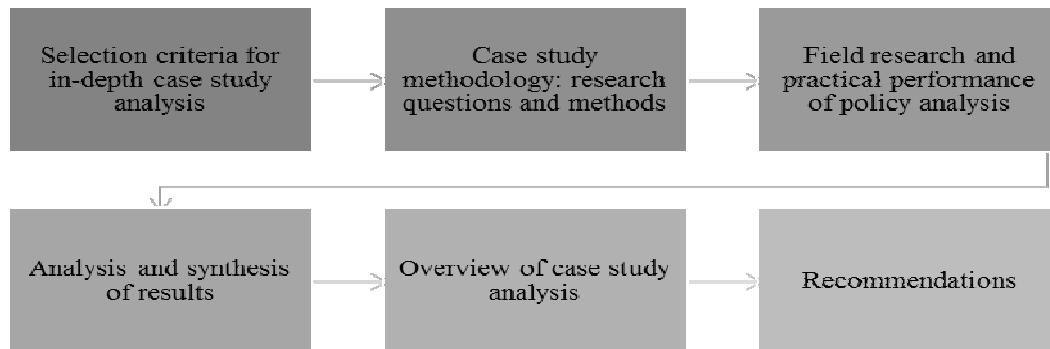 Selection criteria for
in-depth case study
analysis
Case study
methodology: research
questions and methods
Field research and
practical performance
of policy analysis
Analysis and synthesis
of results
Overview of case study
analysis
Recommendations